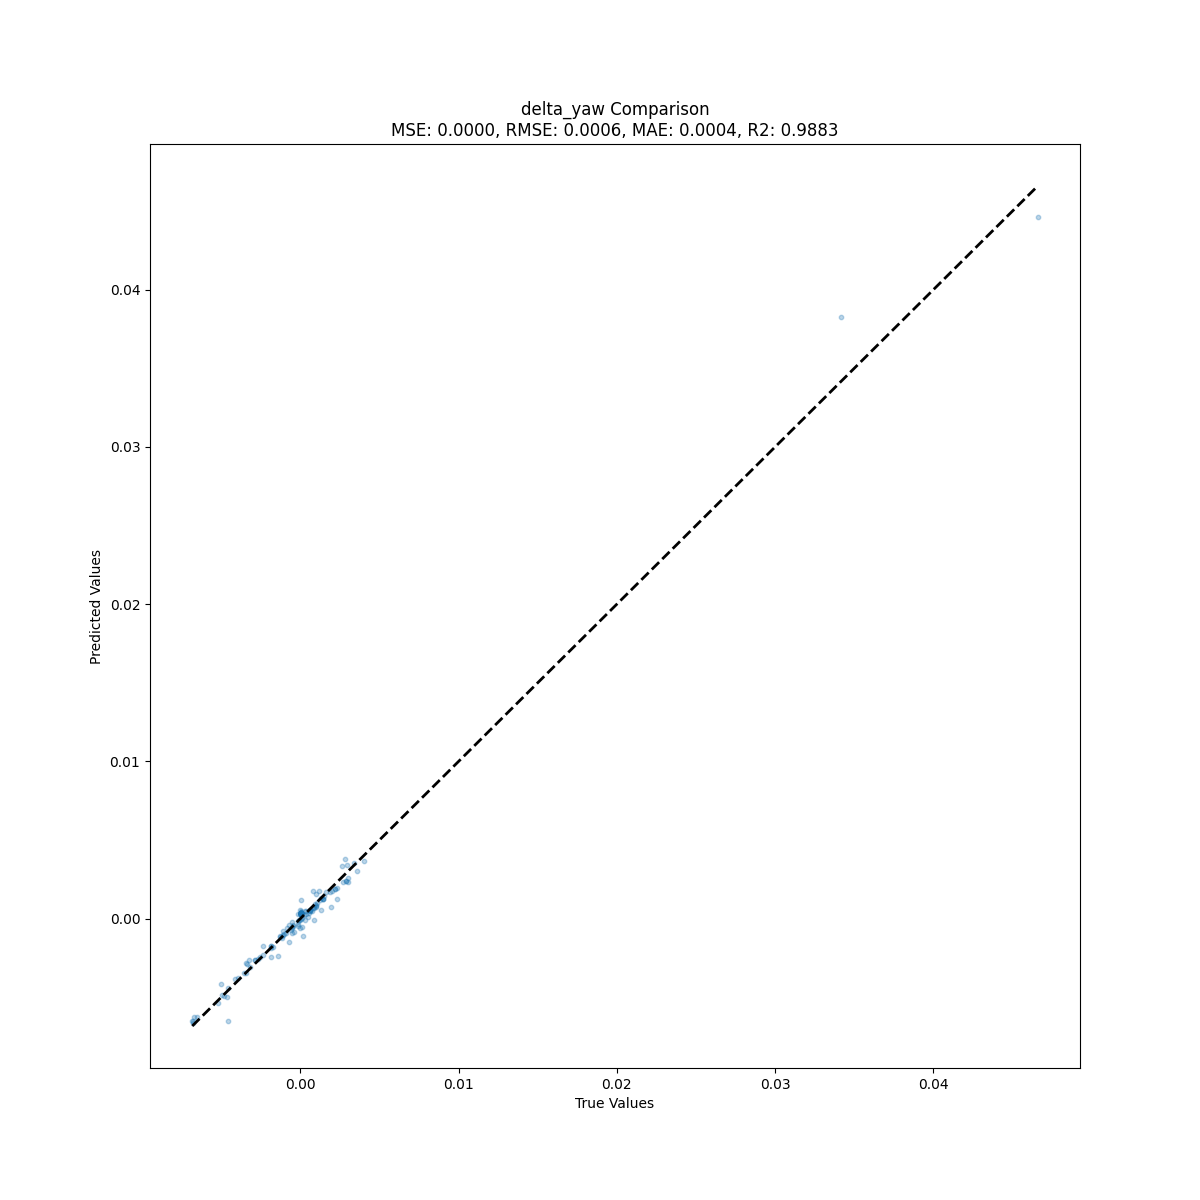 delta_yaw Comparison
MSE: 0.0000, RMSE: 0.0006, MAE: 0.0004, R2: 0.9883
0.04
0.03
0.02
0.01
0.00
Predicted Values
0.00 0.01 0.02 0.03 0.04
True Values